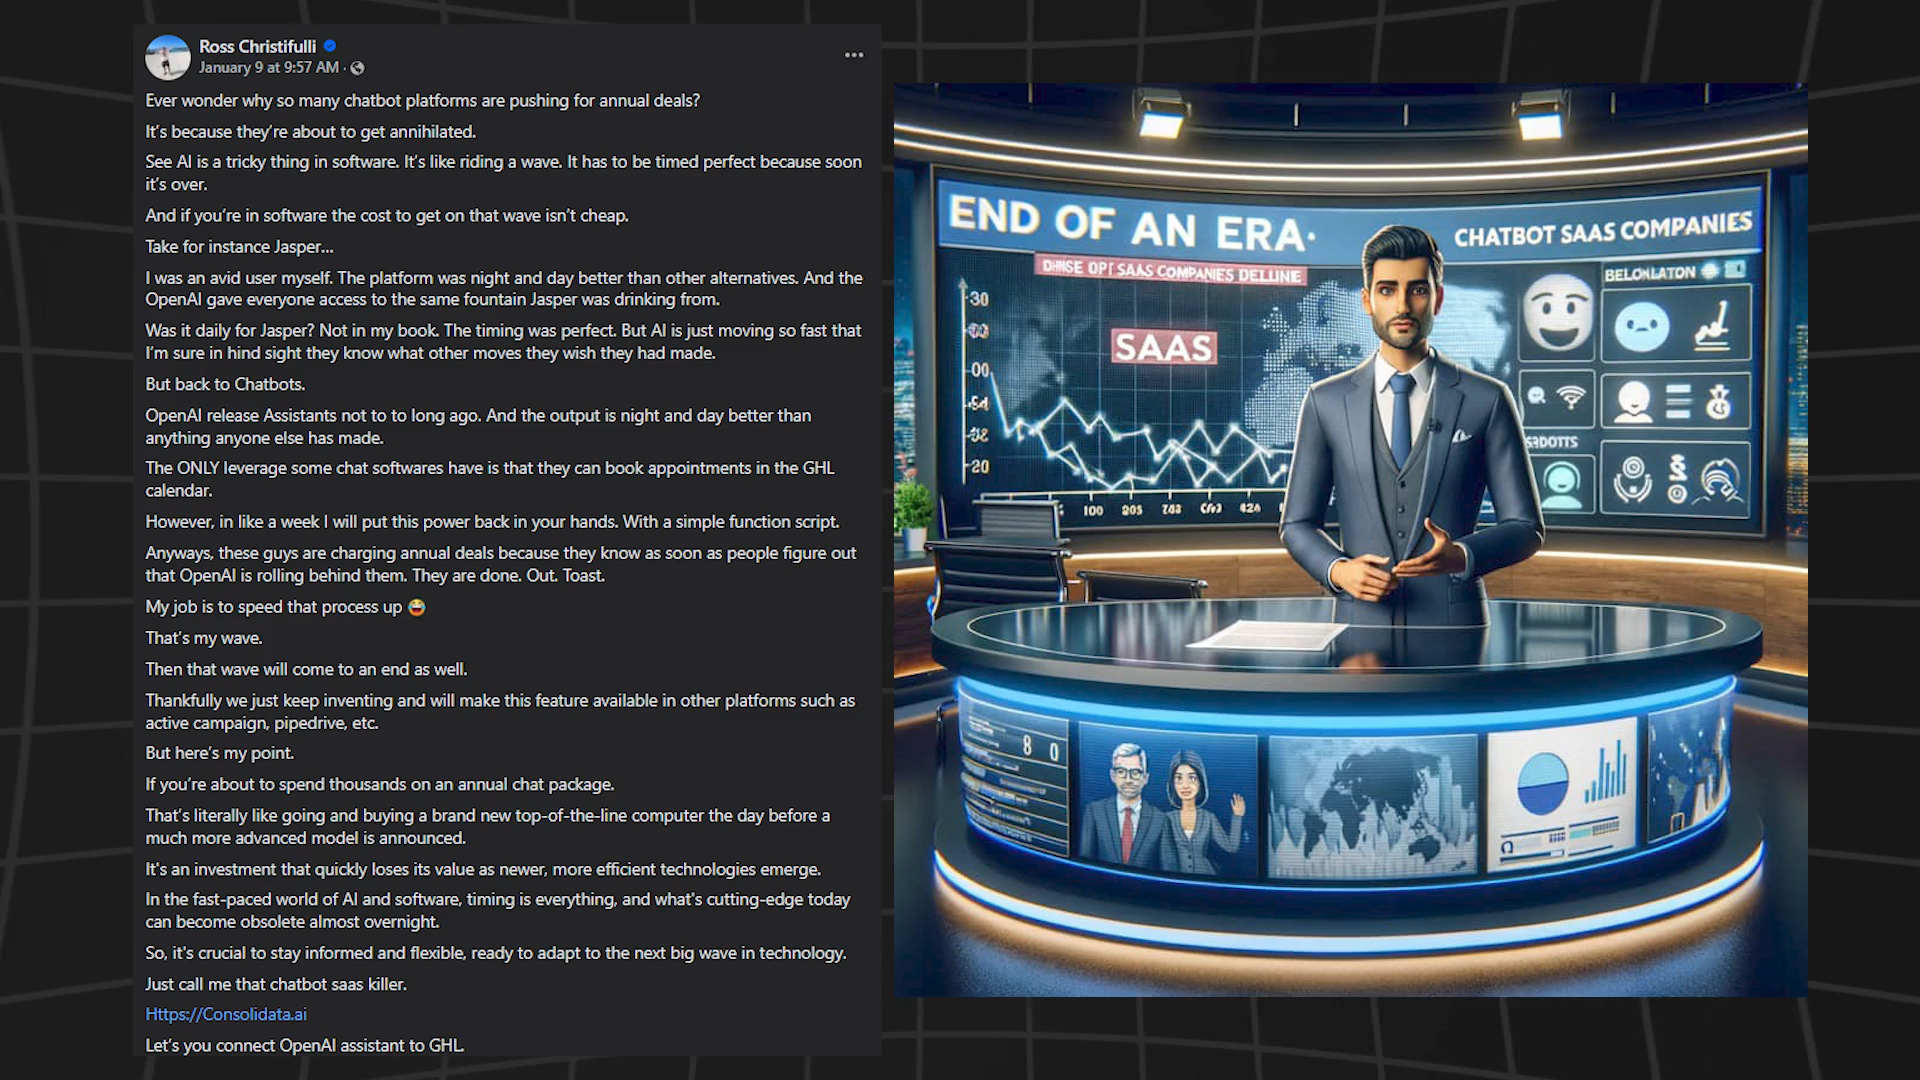 Ross Christifulli
January 9 at 9:57 AM ·
Ever wonder why so many chatbot platforms are pushing for annual deals?
It's because they're about to get annihilated.
See AI is a tricky thing in software. It's like riding a wave. It has to be timed perfect because soon
it's over.
And if you're in software the cost to get on that wave isn't cheap.
Take for instance Jasper...
I was an avid user myself. The platform was night and day better than other alternatives. And the
OpenAI gave everyone access to the same fountain Jasper was drinking from.
Was it daily for Jasper? Not in my book. The timing was perfect. But AI is just moving so fast that
I'm sure in hind sight they know what other moves they wish they had made.
But back to Chatbots.
OpenAI release Assistants not to to long ago. And the output is night and day better than
anything anyone else has made.
The ONLY leverage some chat softwares have is that they can book appointments in the GHL
calendar.
However, in like a week I will put this power back in your hands. With a simple function script.
Anyways, these guys are charging annual deals because they know as soon as people figure out
that OpenAI is rolling behind them. They are done. Out. Toast.
My job is to speed that process up 😂
That's my wave.
Then that wave will come to an end as well.
Thankfully we just keep inventing and will make this feature available in other platforms such as
active campaign, pipedrive, etc.
But here's my point.
If you're about to spend thousands on an annual chat package.
That's literally like going and buying a brand new top-of-the-line computer the day before a
much more advanced model is announced.
It's an investment that quickly loses its value as newer, more efficient technologies emerge.
In the fast-paced world of AI and software, timing is everything, and what's cutting-edge today
can become obsolete almost overnight.
So, it's crucial to stay informed and flexible, ready to adapt to the next big wave in technology.
Just call me that chatbot saas killer.
Https://Consolidata.ai
Let's you connect OpenAI assistant to GHL.
END OF AN ERA·
CHATBOT SAAS COMPANIES
SAAS COMPANIES DELLINE
BELONLATON
30
SAAS
00
20
100
80